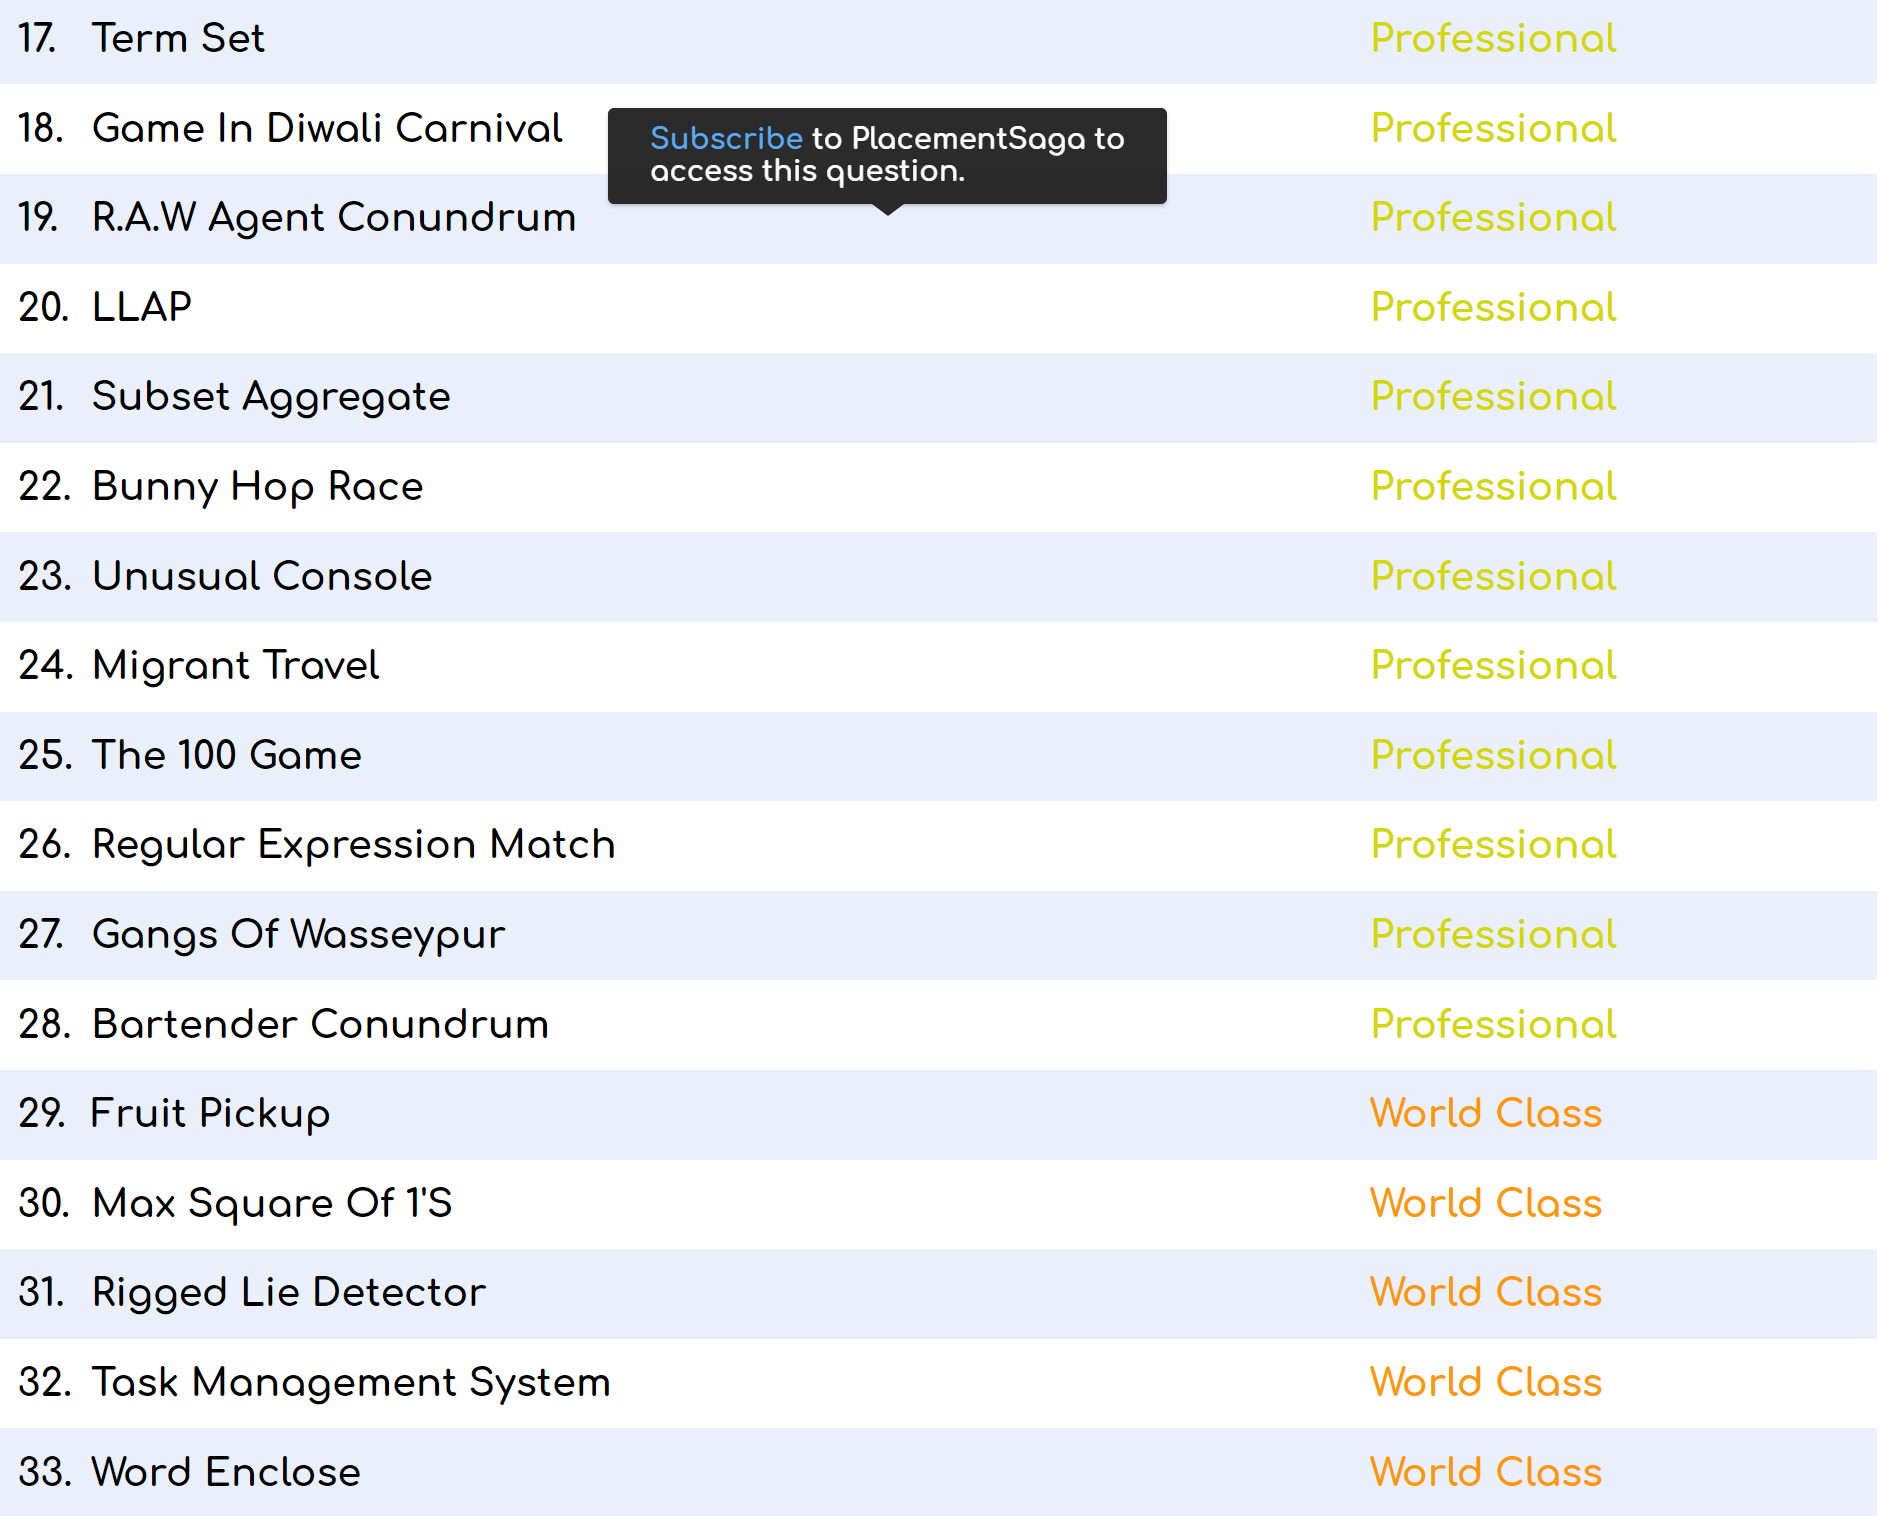 17. Term Set Professional
18. Game In Diwali Carnival Professional
Subscribe to PlacementSaga to
access this question.
19. R.A.W Agent Conundrum Professional
20. LLAP Professional
21. Subset Aggregate Professional
22. Bunny Hop Race Professional
23. Unusual Console Professional
24. Migrant Travel Professional
25. The 100 Game Professional
26. Regular Expression Match Professional
27. Gangs Of Wasseypur Professional
28. Bartender Conundrum Professional
29. Fruit Pickup World Class
30. Max Square Of 1'S World Class
31. Rigged Lie Detector World Class
32. Task Management System World Class
33. Word Enclose World Class